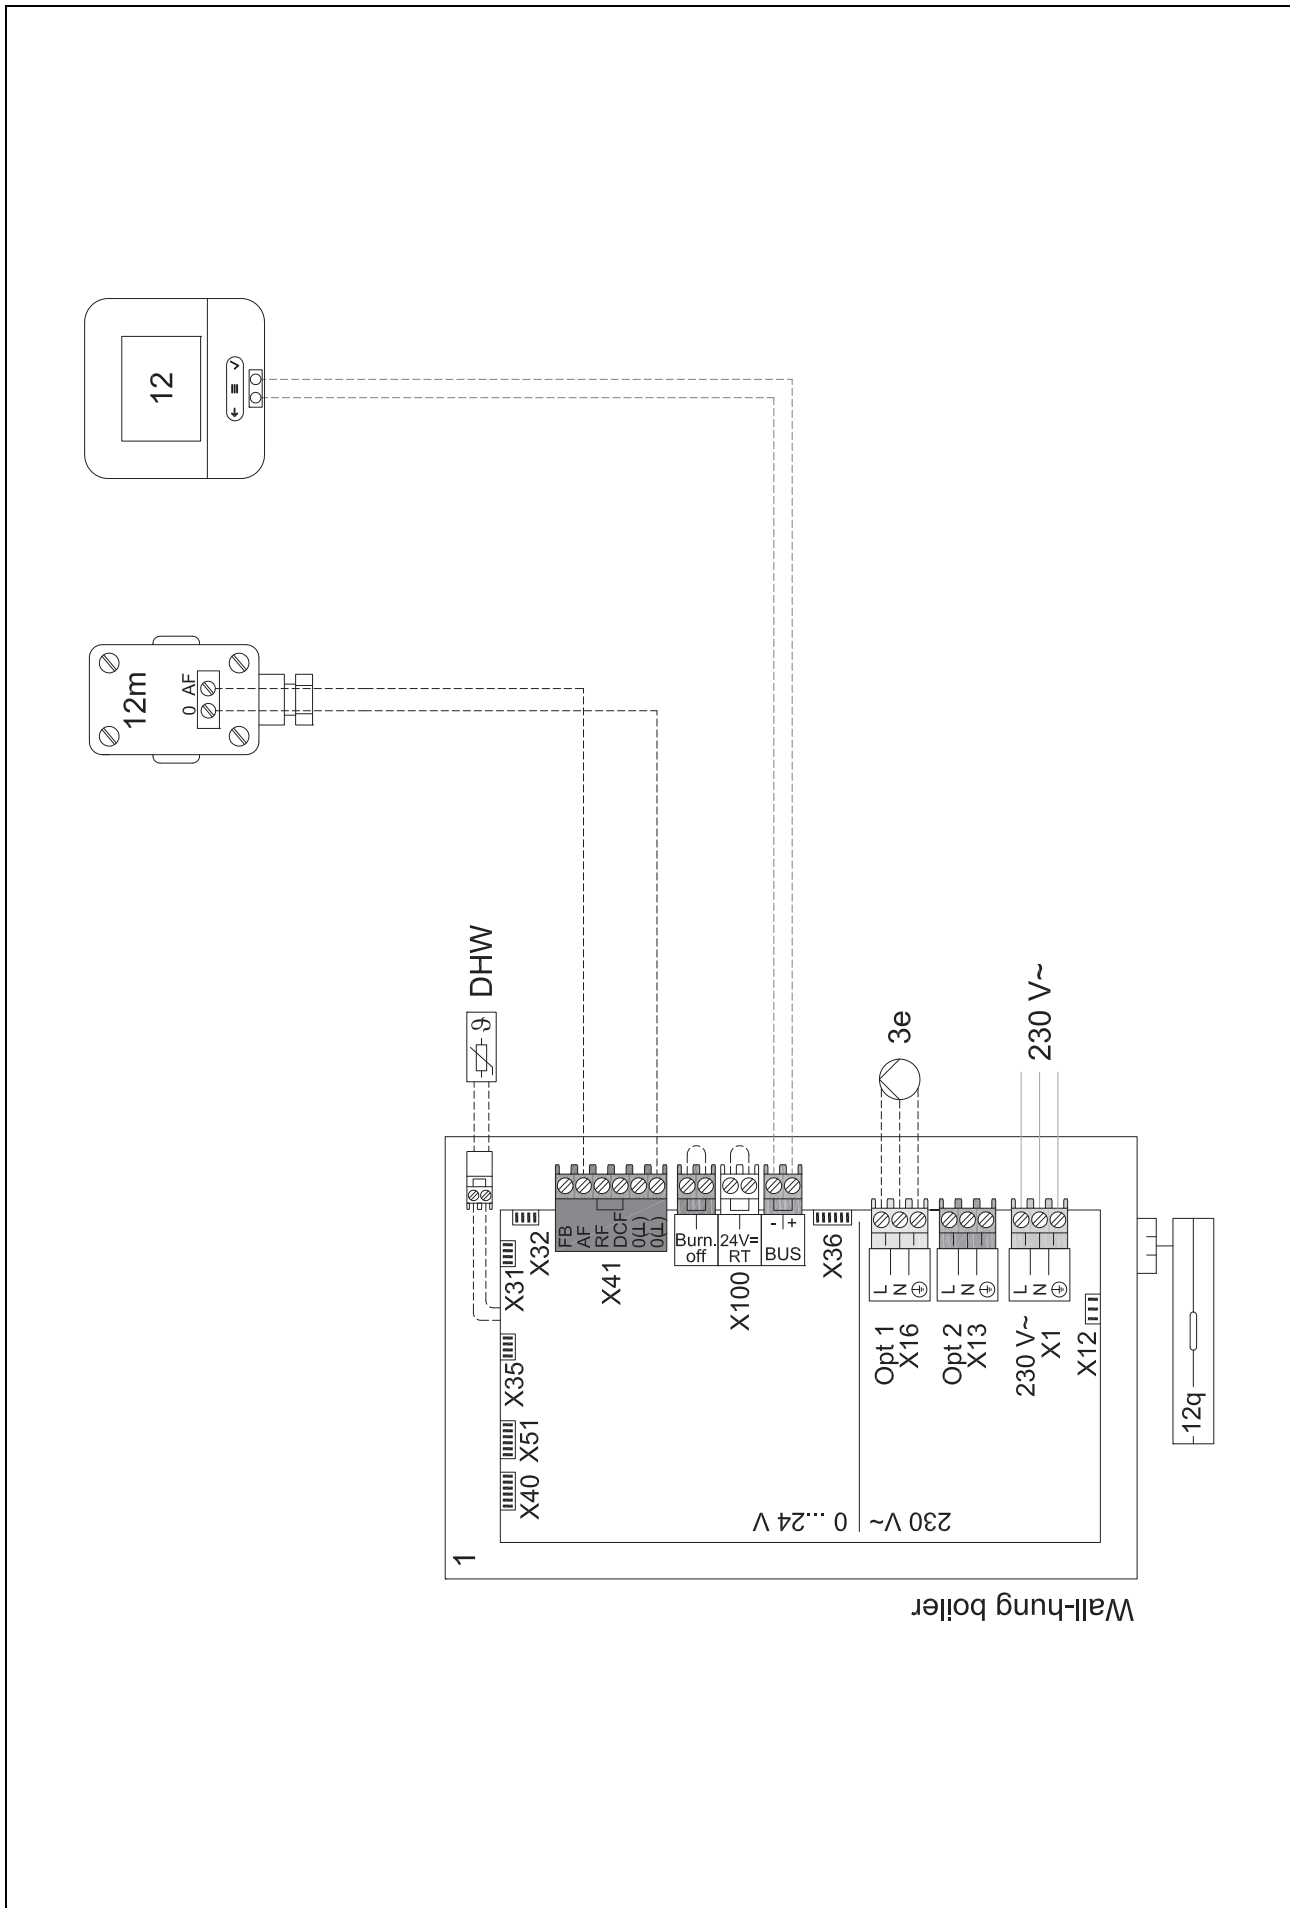 12
12m
0 AF
DHW
ϑ
3e
230 V~
X32
FB
AF
RF
DCF
0(⊥)
0(⊥)
X41
Burn.
off
24V=
RT
X100
- +
BUS
X36
X31
X35
X51
X40
L
N
Opt 1
X16
L
N
Opt 2
X13
L
N
230 V~
X1
X12
12q
230 V~ 0...24 V
1
Wall-hung boiler